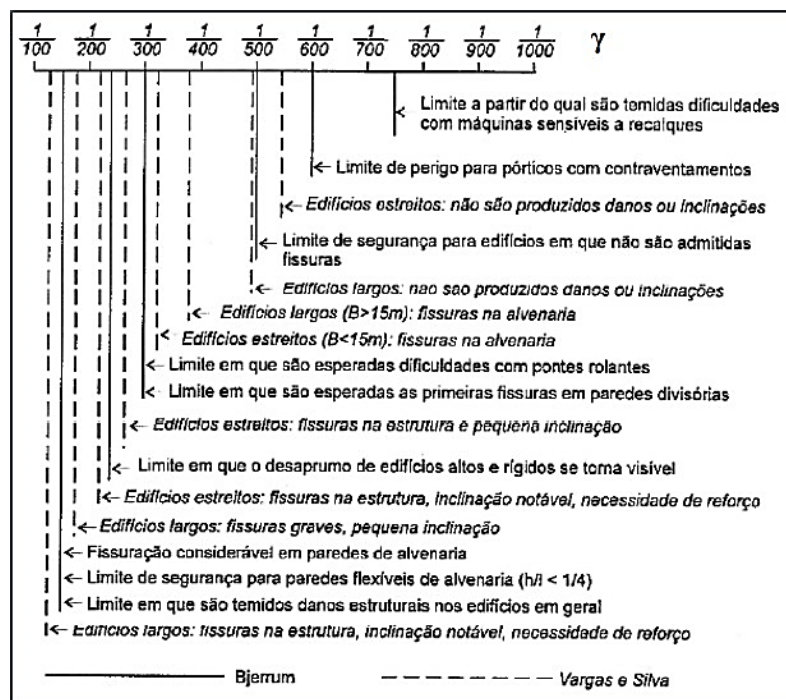 1/100 1/200 1/300 1/400 1/500 1/600 1/700 1/800 1/900 1/1000 γ
Limite a partir do qual são temidas dificuldades
com máquinas sensíveis a recalques
Limite de perigo para pórticos com contraventamentos
Edifícios estreitos: não são produzidos danos ou inclinações
Limite de segurança para edifícios em que não são admitidas
fissuras
Edifícios largos: não são produzidos danos ou inclinações
Edifícios largos (B>15m): fissuras na alvenaria
Edifícios estreitos (B<15m): fissuras na alvenaria
Limite em que são esperadas dificuldades com pontes rolantes
Limite em que são esperadas as primeiras fissuras em paredes divisórias
Edifícios estreitos: fissuras na estrutura e pequena inclinação
Limite em que o desaprumo de edifícios altos e rígidos se torna visível
Edifícios estreitos: fissuras na estrutura, inclinação notável, necessidade de reforço
Edifícios largos: fissuras graves, pequena inclinação
Fissuração considerável em paredes de alvenaria
Limite de segurança para paredes flexíveis de alvenaria (h/l < 1/4)
Limite em que são temidos danos estruturais nos edifícios em geral
Edifícios largos: fissuras na estrutura, inclinação notável, necessidade de reforço
Bjerrum Vargas e Silva